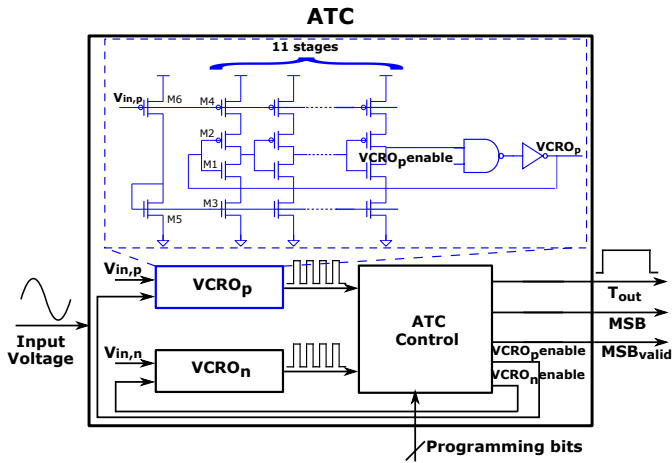 ATC
11 stages
Vin,p
M6
M4
M2
M1
VCROpenable
VCROp
M3
M5
Vin,p
VCROp
Vin,n
VCROn
ATC
Control
Input
Voltage
Tout
MSB
MSBvalid
VCROpenable
VCROnenable
Programming bits